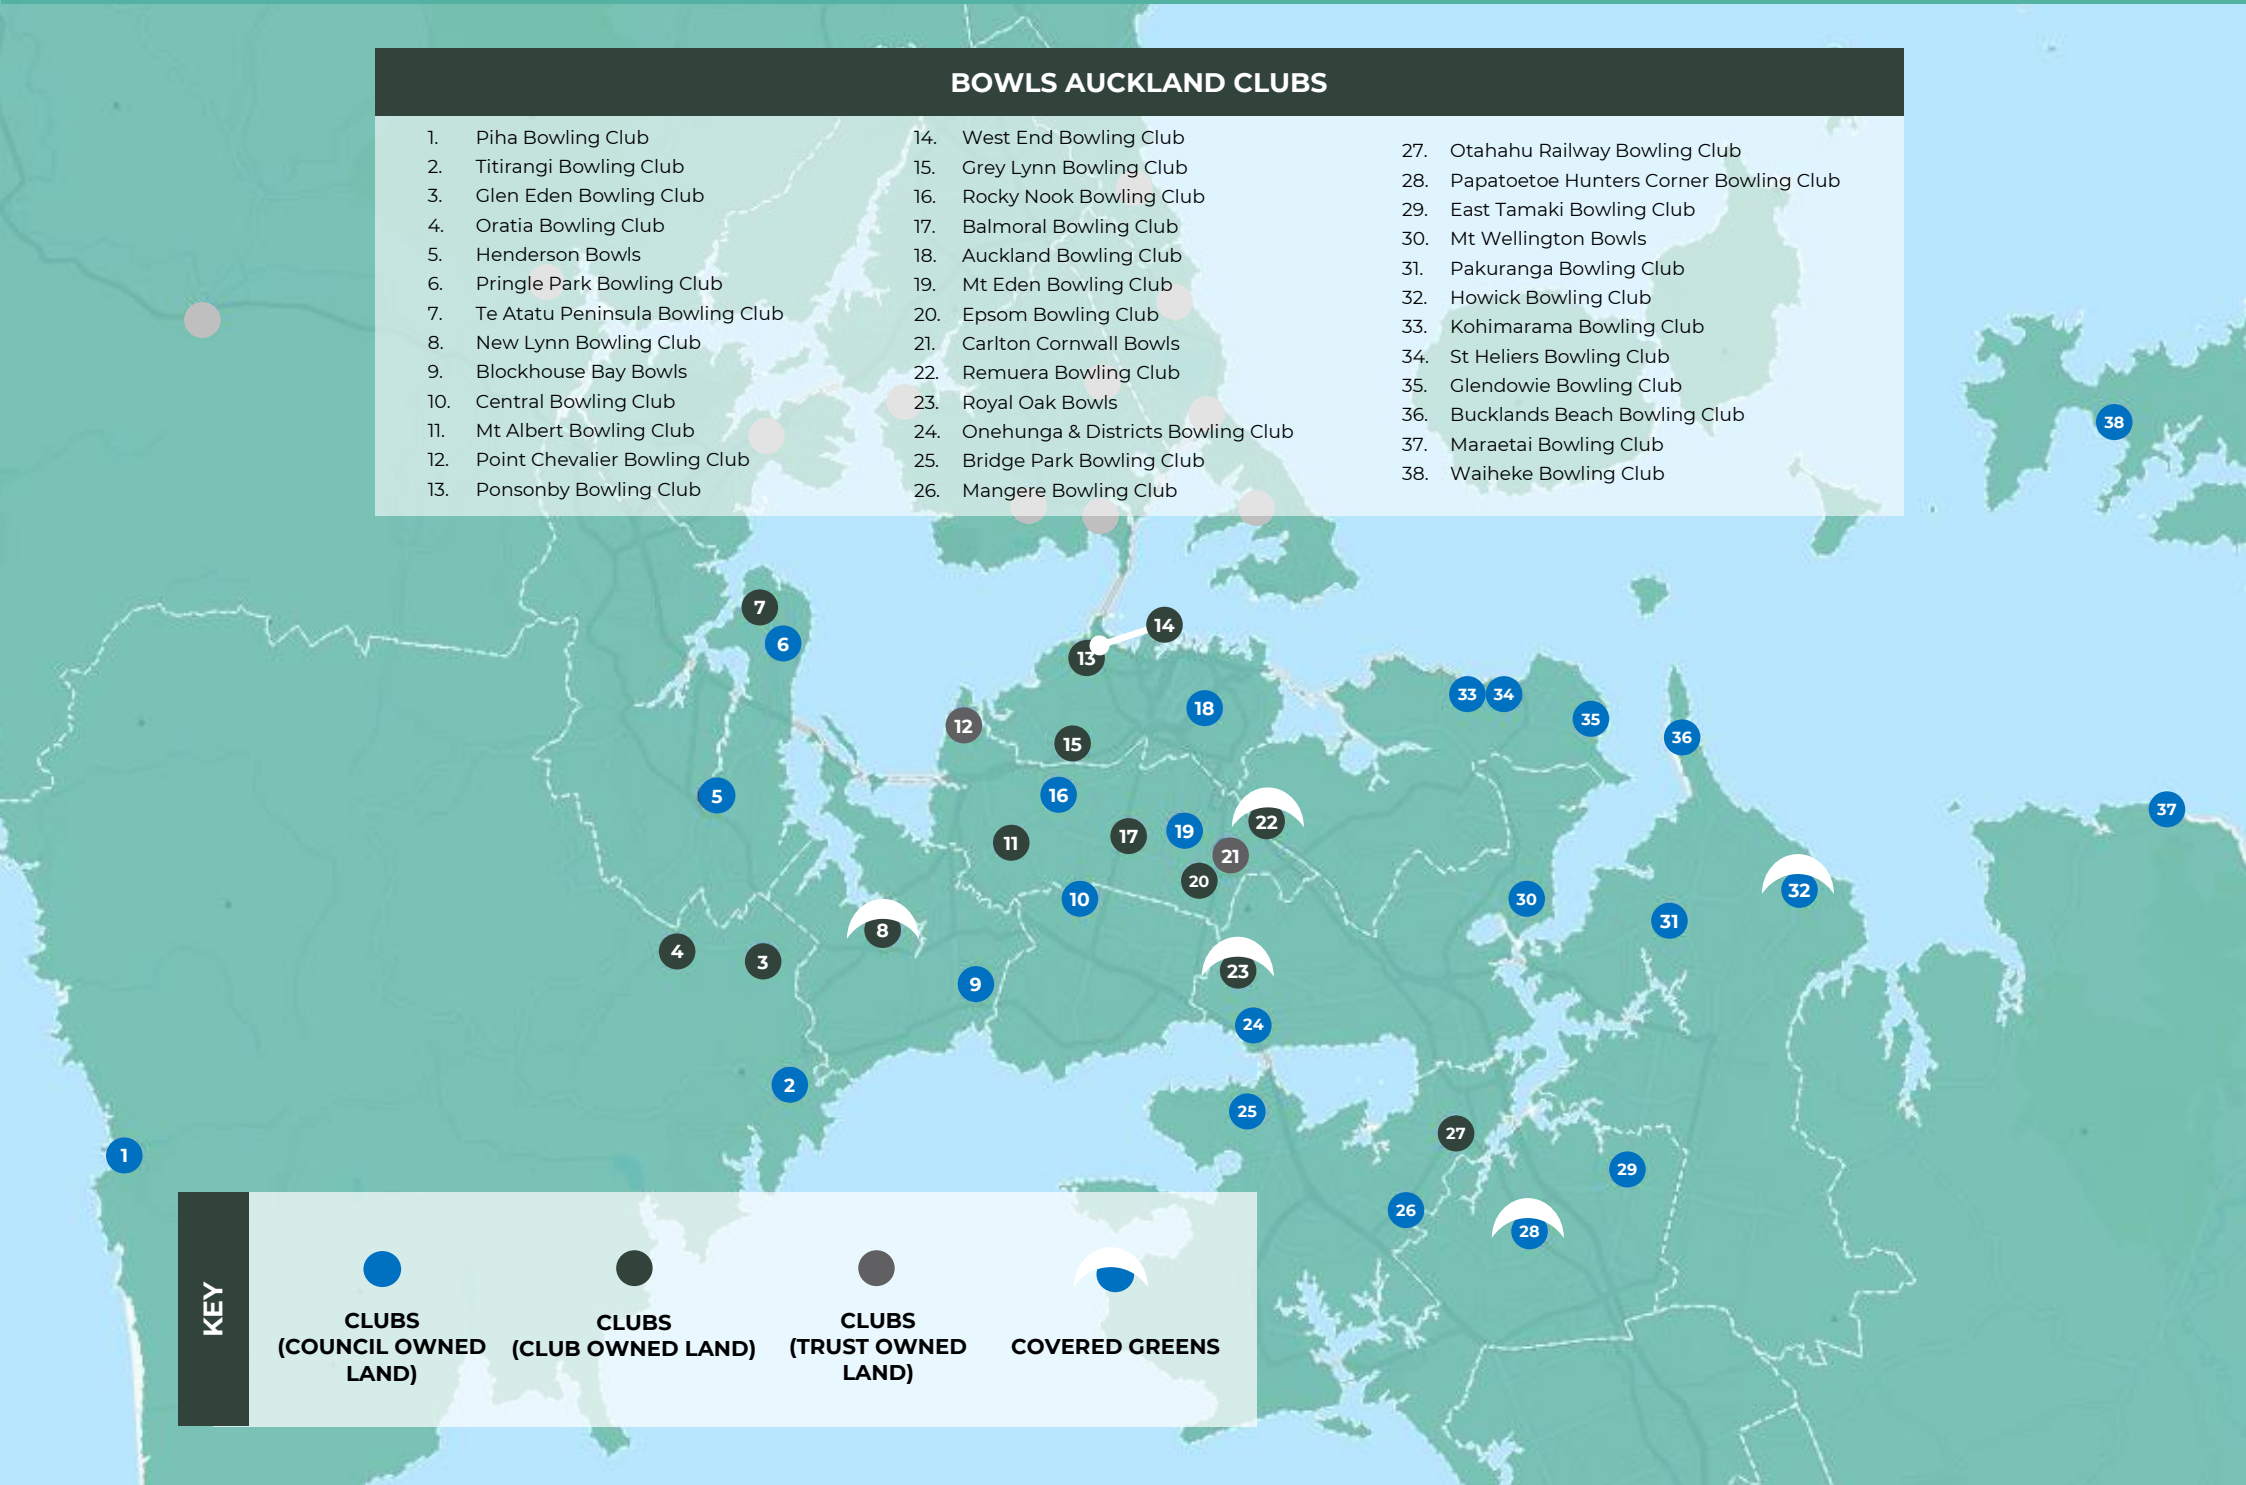 BOWLS AUCKLAND CLUBS
1. Piha Bowling Club
2. Titirangi Bowling Club
3. Glen Eden Bowling Club
4. Oratia Bowling Club
5. Henderson Bowls
6. Pringle Park Bowling Club
7. Te Atatu Peninsula Bowling Club
8. New Lynn Bowling Club
9. Blockhouse Bay Bowls
10. Central Bowling Club
11. Mt Albert Bowling Club
12. Point Chevalier Bowling Club
13. Ponsonby Bowling Club
14. West End Bowling Club
15. Grey Lynn Bowling Club
16. Rocky Nook Bowling Club
17. Balmoral Bowling Club
18. Auckland Bowling Club
19. Mt Eden Bowling Club
20. Epsom Bowling Club
21. Carlton Cornwall Bowls
22. Remuera Bowling Club
23. Royal Oak Bowls
24. Onehunga & Districts Bowling Club
25. Bridge Park Bowling Club
26. Mangere Bowling Club
27. Otahahu Railway Bowling Club
28. Papatoetoe Hunters Corner Bowling Club
29. East Tamaki Bowling Club
30. Mt Wellington Bowls
31. Pakuranga Bowling Club
32. Howick Bowling Club
33. Kohimarama Bowling Club
34. St Heliers Bowling Club
35. Glendowie Bowling Club
36. Bucklands Beach Bowling Club
37. Maraetai Bowling Club
38. Waiheke Bowling Club
38
7
6
14
13
33
34
18
35
12
36
15
5
16
37
22
19
17
11
21
20
32
10
30
31
8
4
3
23
9
24
2
25
27
1
29
26
28
KEY
CLUBS
(COUNCIL OWNED
LAND)
CLUBS
(CLUB OWNED LAND)
CLUBS
(TRUST OWNED
LAND)
COVERED GREENS